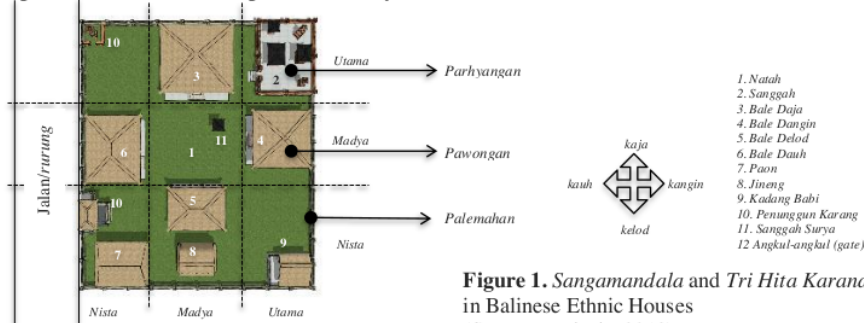 10
3
2
Utama
Parhyangan
Jalan/rurung
6
1
11
4
Madya
Pawongan
10
5
Palemahan
7
8
9
Nista
Nista
Madya
Utama
kaja
kauh
kangin
kelod
1. Natah
2. Sanggah
3. Bale Daja
4. Bale Dangin
5. Bale Delod
6. Bale Dauh
7. Paon
8. Jineng
9. Kadang Babi
10. Penunggun Karang
11. Sanggah Surya
12 Angkul-angkul (gate)
Figure 1. Sangamandala and Tri Hita Karana
in Balinese Ethnic Houses